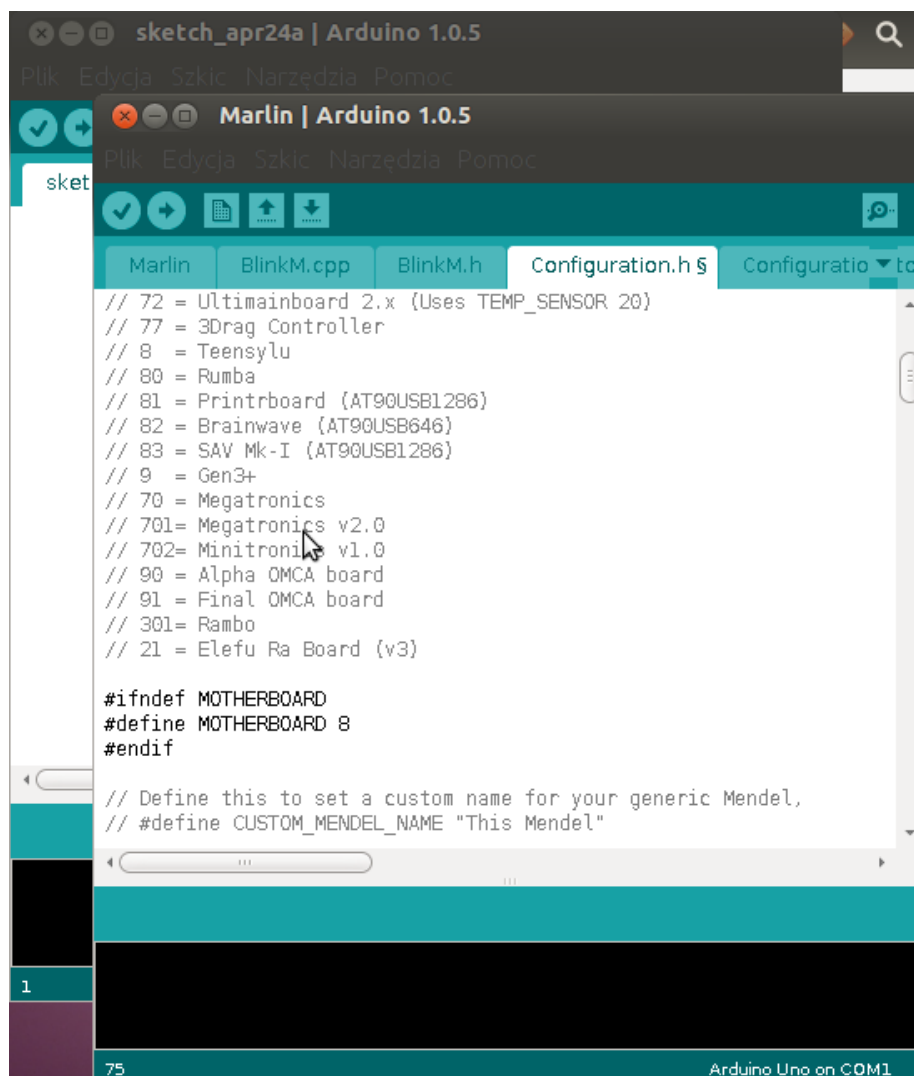 sketch_apr24a | Arduino 1.0.5
Plik Edycja Szkic Narzędzia Pomoc
Marlin | Arduino 1.0.5
Plik Edycja Szkic Narzędzia Pomoc
sket
Marlin BlinkM.cpp BlinkM.h Configuration.h § Configuratio to
// 72 = Ultimainboard 2.x (Uses TEMP_SENSOR 20)
// 77 = 3Drag Controller
// 8 = Teensylu
// 80 = Rumba
// 81 = Printrboard (AT90USB1286)
// 82 = Brainwave (AT90USB646)
// 83 = SAV Mk-I (AT90USB1286)
// 9 = Gen3+
// 70 = Megatronics
// 701= Megatronics v2.0
// 702= Minitronics v1.0
// 90 = Alpha OMCA board
// 91 = Final OMCA board
// 301= Rambo
// 21 = Elefu Ra Board (v3)
#ifndef MOTHERBOARD
#define MOTHERBOARD 8
#endif
// Define this to set a custom name for your generic Mendel,
// #define CUSTOM_MENDEL_NAME "This Mendel"
1
75 Arduino Uno on COM1